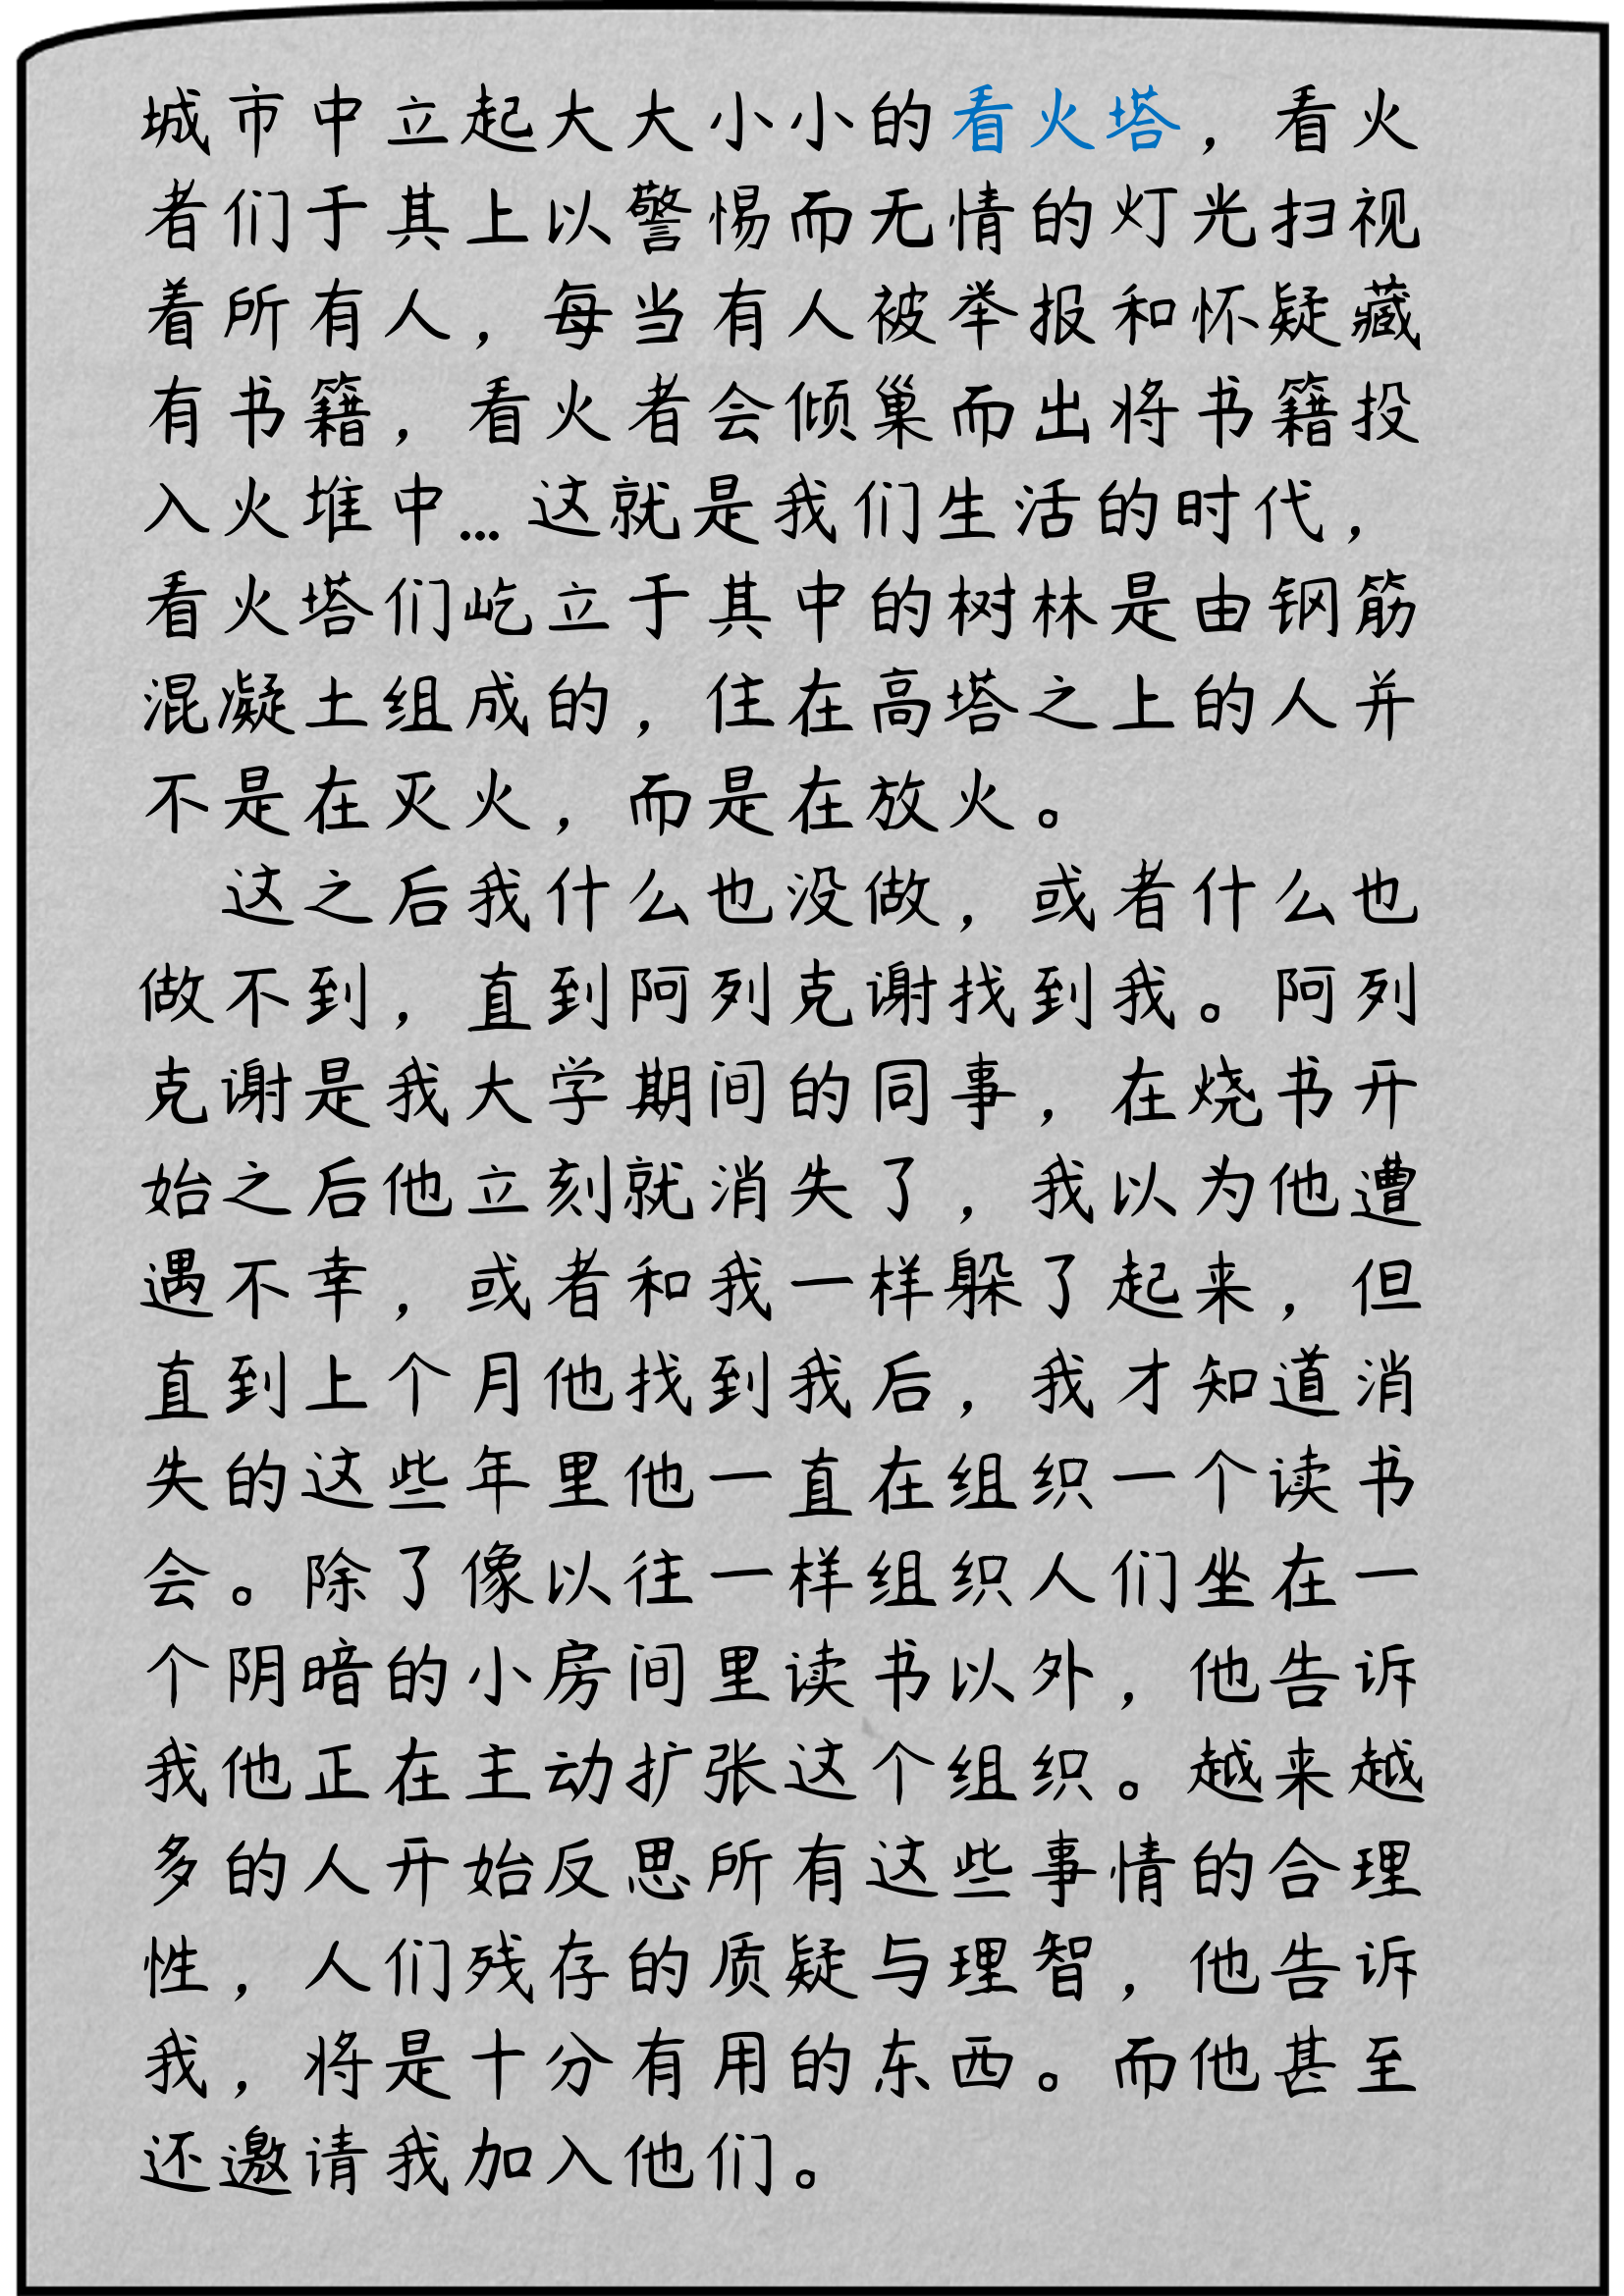 城市中立起大大小小的看火塔，看火
者们于其上以警惕而无情的灯光扫视
着所有人，每当有人被举报和怀疑藏
有书籍，看火者会倾巢而出将书籍投
入火堆中…这就是我们生活的时代，
看火塔们屹立于其中的树林是由钢筋
混凝土组成的，住在高塔之上的人并
不是在灭火，而是在放火。
这之后我什么也没做，或者什么也
做不到，直到阿列克谢找到我。阿列
克谢是我大学期间的同事，在烧书开
始之后他立刻就消失了，我以为他遭
遇不幸，或者和我一样躲了起来，但
直到上个月他找到我后，我才知道消
失的这些年里他一直在组织一个读书
会。除了像以往一样组织人们坐在一
个阴暗的小房间里读书以外，他告诉
我他正在主动扩张这个组织。越来越
多的人开始反思所有这些事情的合理
性，人们残存的质疑与理智，他告诉
我，将是十分有用的东西。而他甚至
还邀请我加入他们。